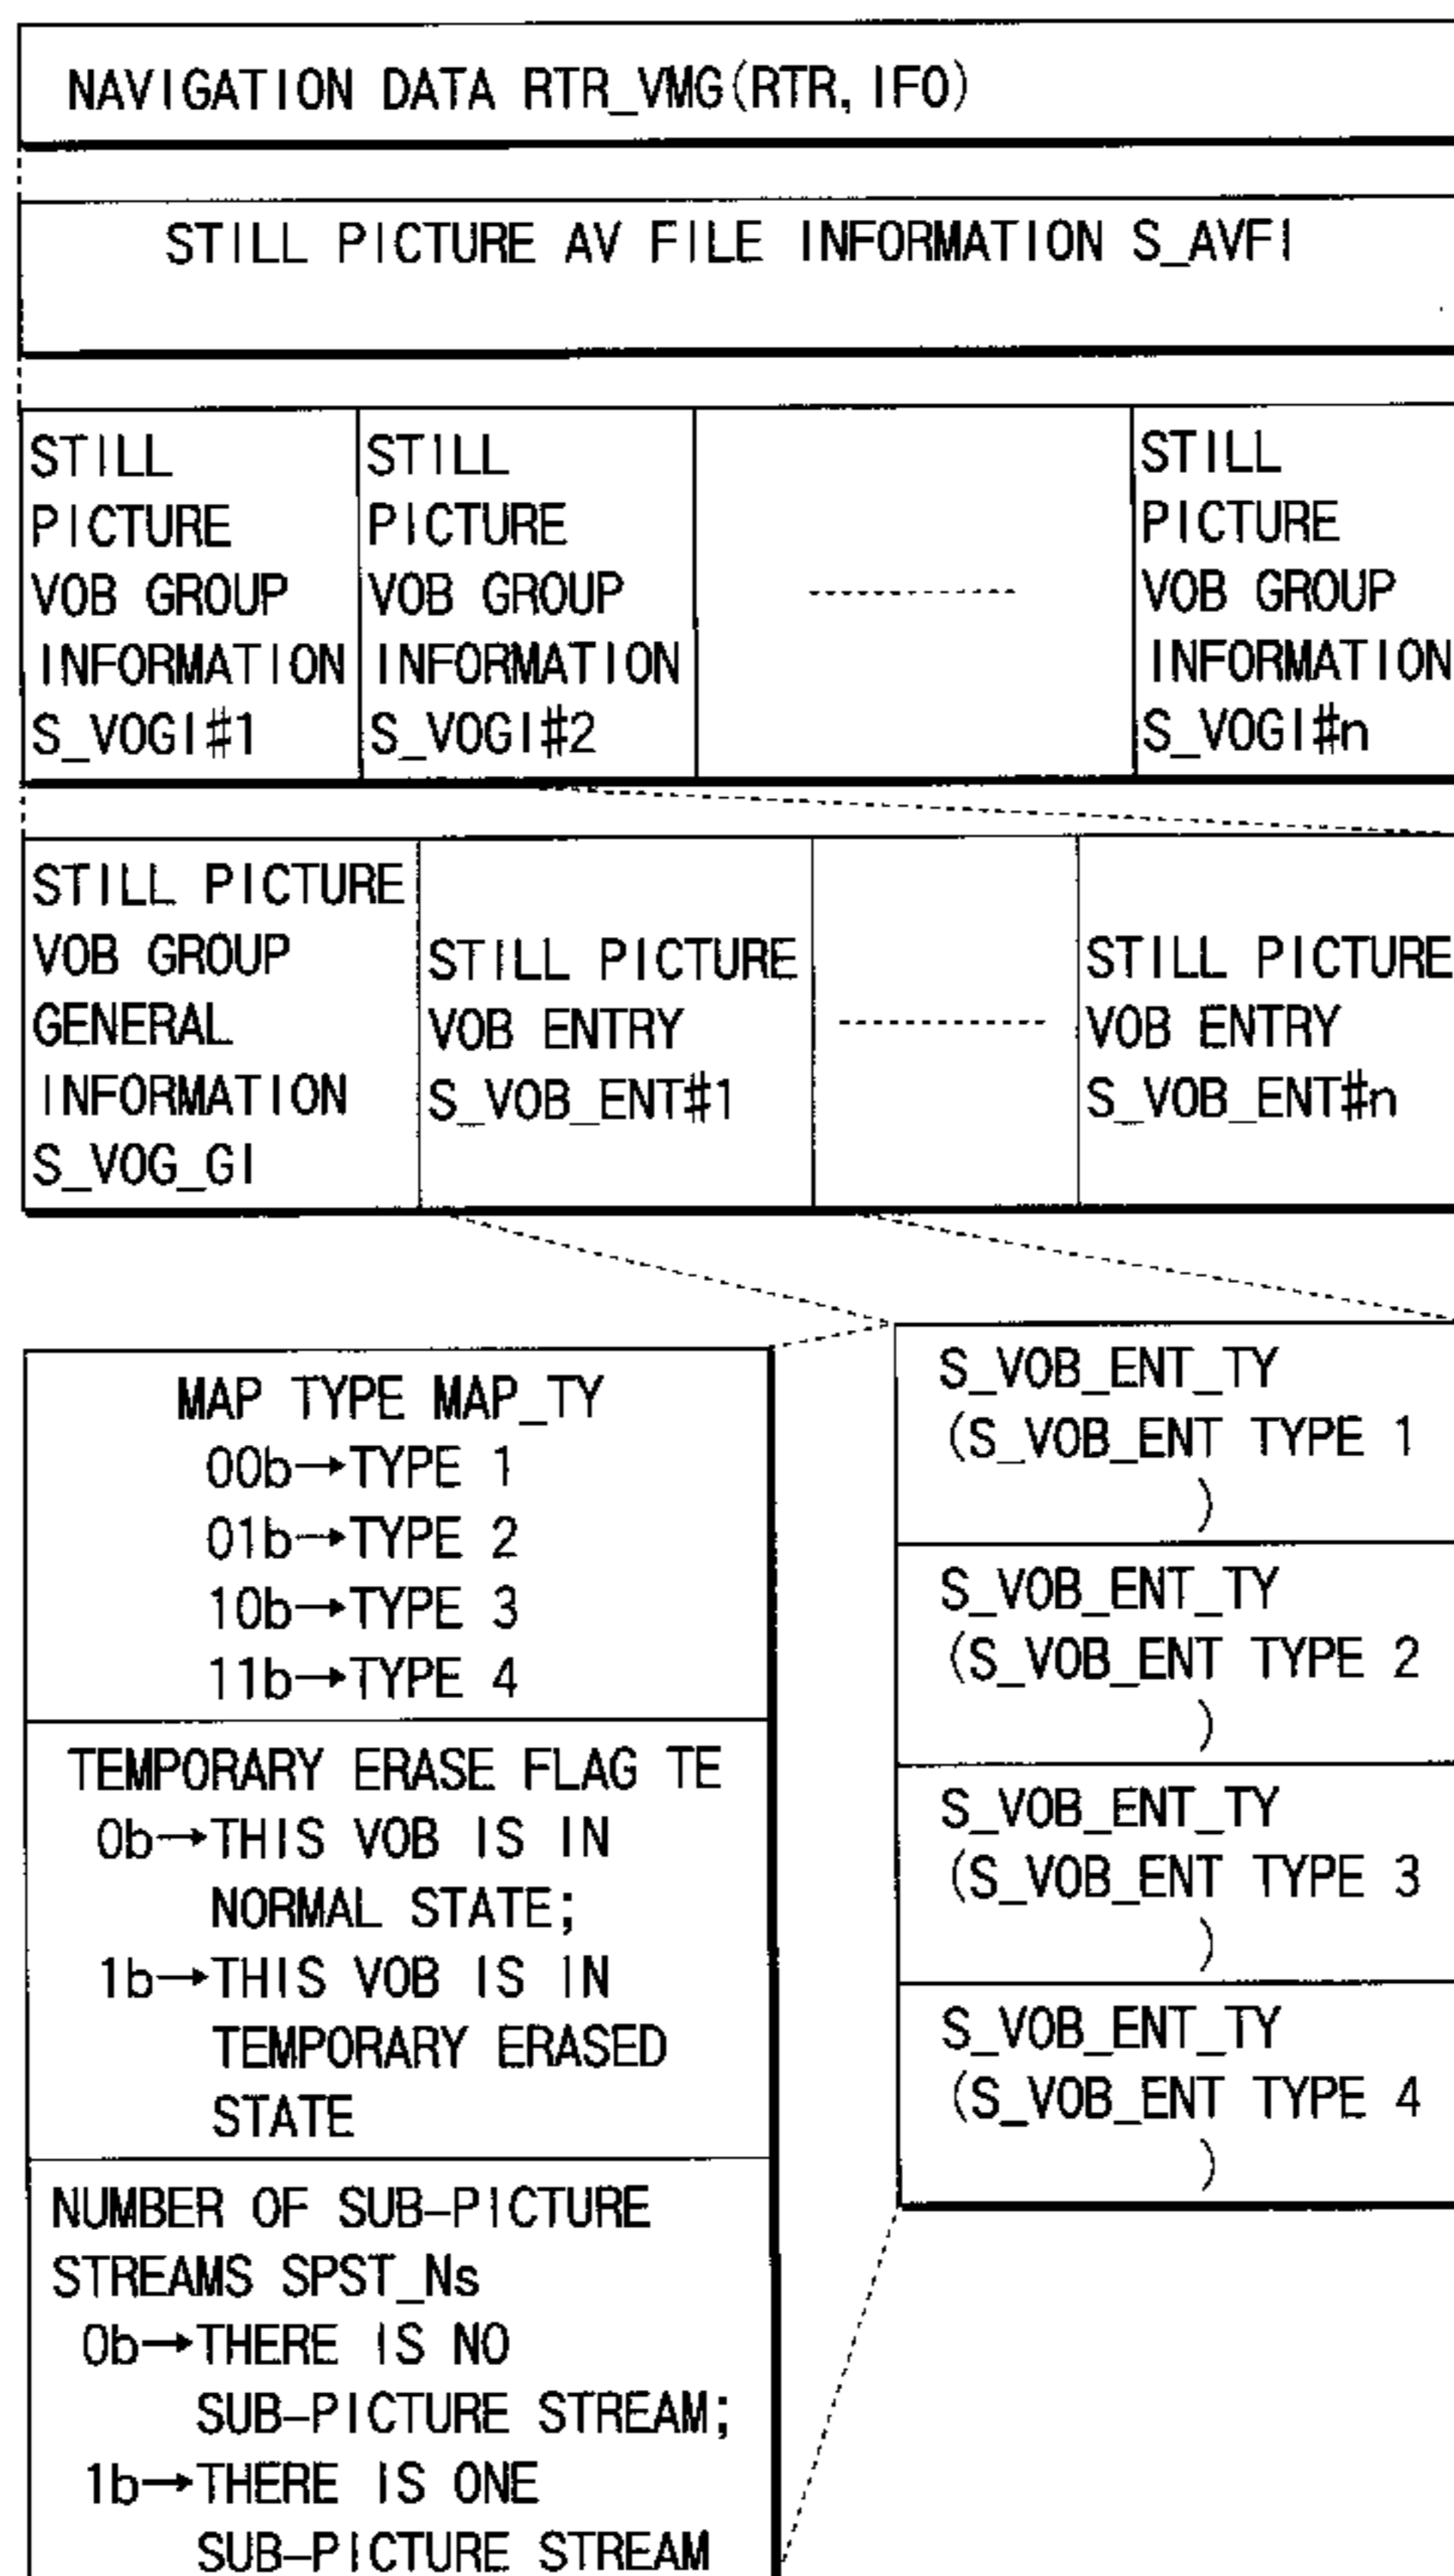 NAVIGATION DATA RTR_VMG(RTR, IFO)
STILL PICTURE AV FILE INFORMATION S_AVFI
STILL
PICTURE
VOB GROUP
INFORMATION
S_VOGI#1
STILL
PICTURE
VOB GROUP
INFORMATION
S_VOGI#2
STILL
PICTURE
VOB GROUP
INFORMATION
S_VOGI#n
STILL PICTURE
VOB GROUP
GENERAL
INFORMATION
S_VOG_GI
STILL PICTURE
VOB ENTRY
S_VOB_ENT#1
STILL PICTURE
VOB ENTRY
S_VOB_ENT#n
MAP TYPE MAP_TY
00b→TYPE 1
01b→TYPE 2
10b→TYPE 3
11b→TYPE 4
TEMPORARY ERASE FLAG TE
0b→THIS VOB IS IN
NORMAL STATE;
1b→THIS VOB IS IN
TEMPORARY ERASED
STATE
NUMBER OF SUB-PICTURE
STREAMS SPST_Ns
0b→THERE IS NO
SUB-PICTURE STREAM;
1b→THERE IS ONE
SUB-PICTURE STREAM
S_VOB_ENT_TY
(S_VOB_ENT TYPE 1
)
S_VOB_ENT_TY
(S_VOB_ENT TYPE 2
)
S_VOB_ENT_TY
(S_VOB_ENT TYPE 3
)
S_VOB_ENT_TY
(S_VOB_ENT TYPE 4
)